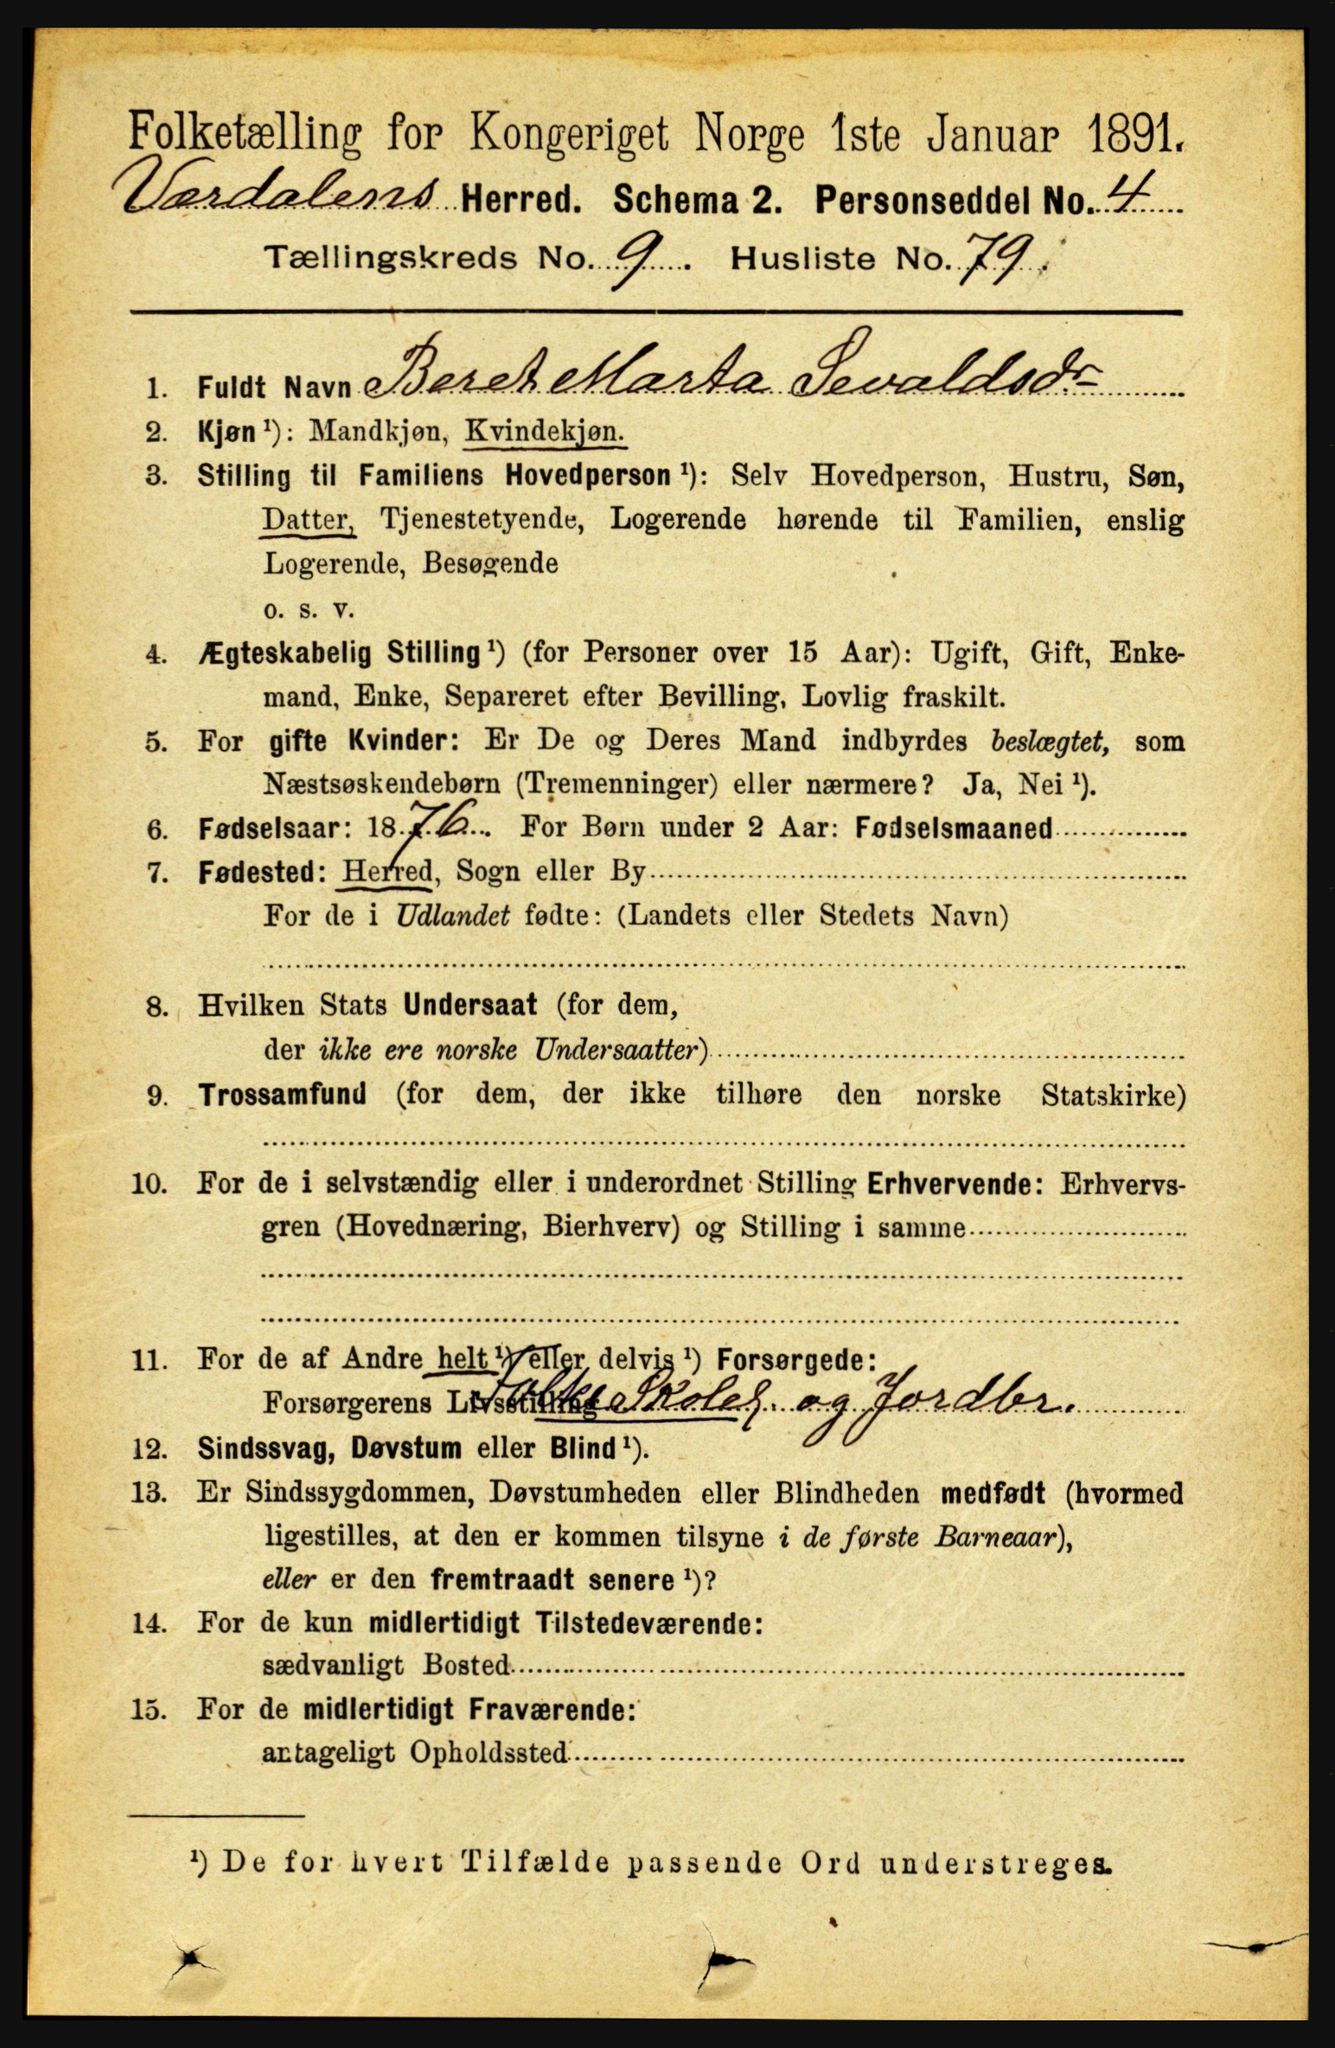 Folketælling for Kongeriget Norge 1ste Januar 1891.
Værdalens Herred. Schema 2. Personseddel No. 4
Tællingskreds No. 9. Husliste No. 79.
1. Fuldt Navn Beret Marta Sevaldsdr
2. Kjøn ¹): Mandkjøn, Kvindekjøn.
3. Stilling til Familiens Hovedperson ¹): Selv Hovedperson, Hustru, Søn,
Datter, Tjenestetyende, Logerende hørende til Familien, enslig
Logerende, Besøgende
o. s. v.
4. Ægteskabelig Stilling ¹) (for Personer over 15 Aar): Ugift, Gift, Enke-
mand, Enke, Separeret efter Bevilling, Lovlig fraskilt.
5. For gifte Kvinder: Er De og Deres Mand indbyrdes beslægtet, som
Næstsøskendebørn (Tremenninger) eller nærmere? Ja, Nei ¹).
6. Fødselsaar: 1876. For Børn under 2 Aar: Fødselsmaaned
7. Fødested: Herred, Sogn eller By
For de i Udlandet fødte: (Landets eller Stedets Navn)
8. Hvilken Stats Undersaat (for dem,
der ikke ere norske Undersaatter)
9. Trossamfund (for dem, der ikke tilhøre den norske Statskirke)
10. For de i selvstændig eller i underordnet Stilling Erhvervende: Erhvervs-
gren (Hovednæring, Bierhverv) og Stilling i samme
11. For de af Andre helt ¹) eller delvis ¹) Forsørgede:
Forsørgerens Livsstilling Skolel. og Jordbr.
12. Sindssvag, Døvstum eller Blind ¹).
13. Er Sindssygdommen, Døvstumheden eller Blindheden medfødt (hvormed
ligestilles, at den er kommen tilsyne i de første Barneaar),
eller er den fremtraadt senere ¹)?
14. For de kun midlertidigt Tilstedeværende:
sædvanligt Bosted
15. For de midlertidigt Fraværende:
antageligt Opholdssted
¹) De for hvert Tilfælde passende Ord understreges.